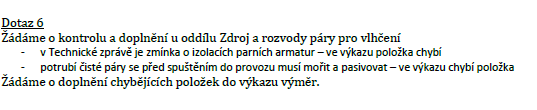 Dotaz 6
Žádáme o kontrolu a doplnění u oddílu Zdroj a rozvody páry pro vlhčení
- v Technické zprávě je zmínka o izolacích parních armatur – ve výkazu položka chybí
- potrubí čisté páry se před spuštěním do provozu musí mořit a pasivovat – ve výkazu chybí položka
Žádáme o doplnění chybějících položek do výkazu výměr.